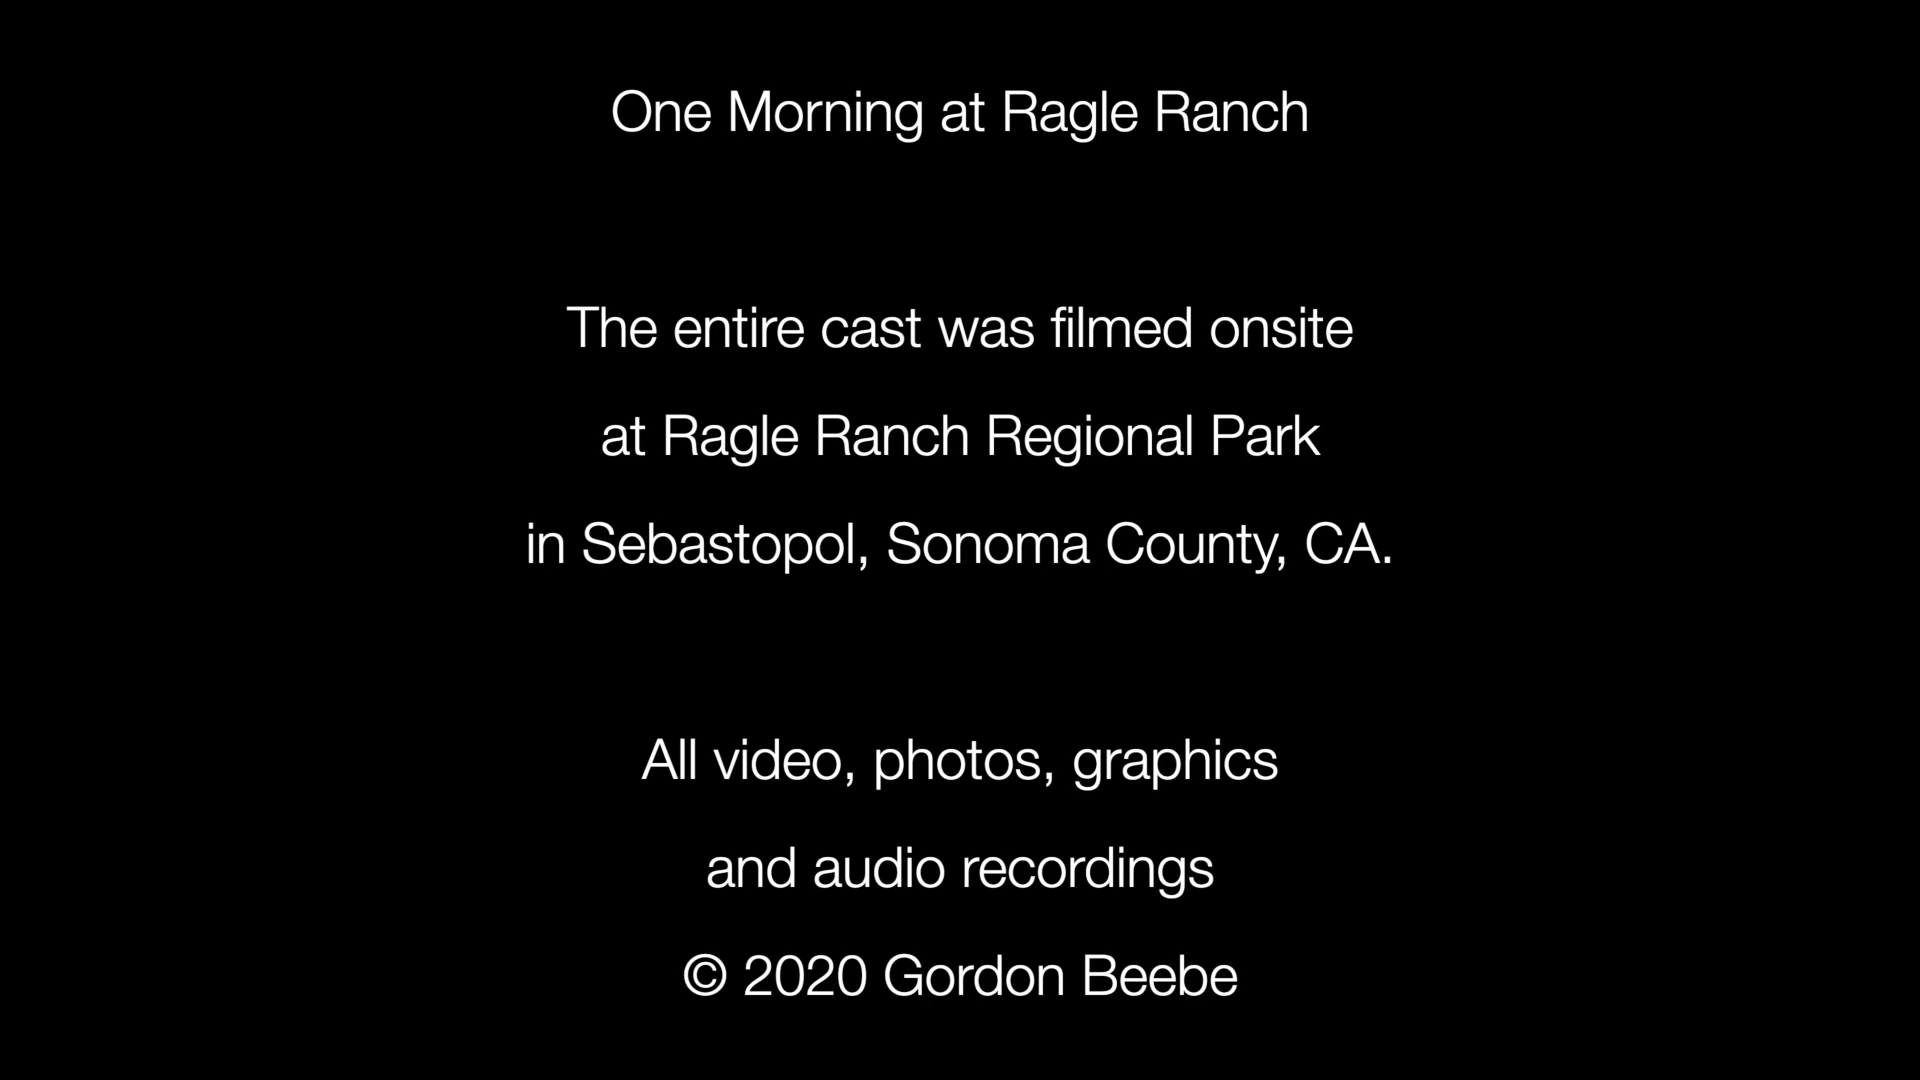 One Morning at Ragle Ranch
The entire cast was filmed onsite
at Ragle Ranch Regional Park
in Sebastopol, Sonoma County, CA.
All video, photos, graphics
and audio recordings
© 2020 Gordon Beebe